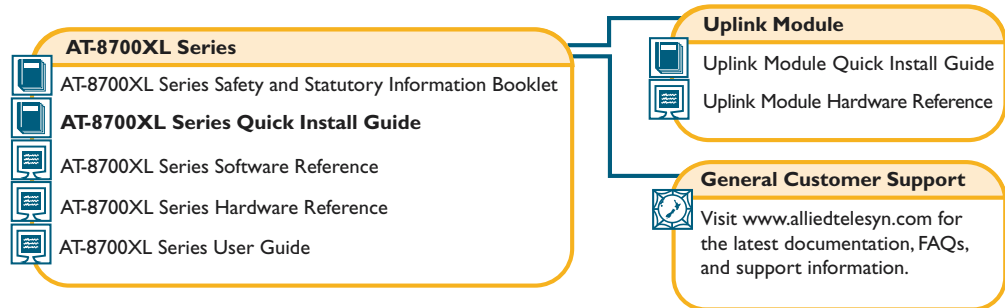 AT-8700XL Series
AT-8700XL Series Safety and Statutory Information Booklet
AT-8700XL Series Quick Install Guide
AT-8700XL Series Software Reference
AT-8700XL Series Hardware Reference
AT-8700XL Series User Guide
Uplink Module
Uplink Module Quick Install Guide
Uplink Module Hardware Reference
General Customer Support
Visit www.alliedtelesyn.com for
the latest documentation, FAQs,
and support information.